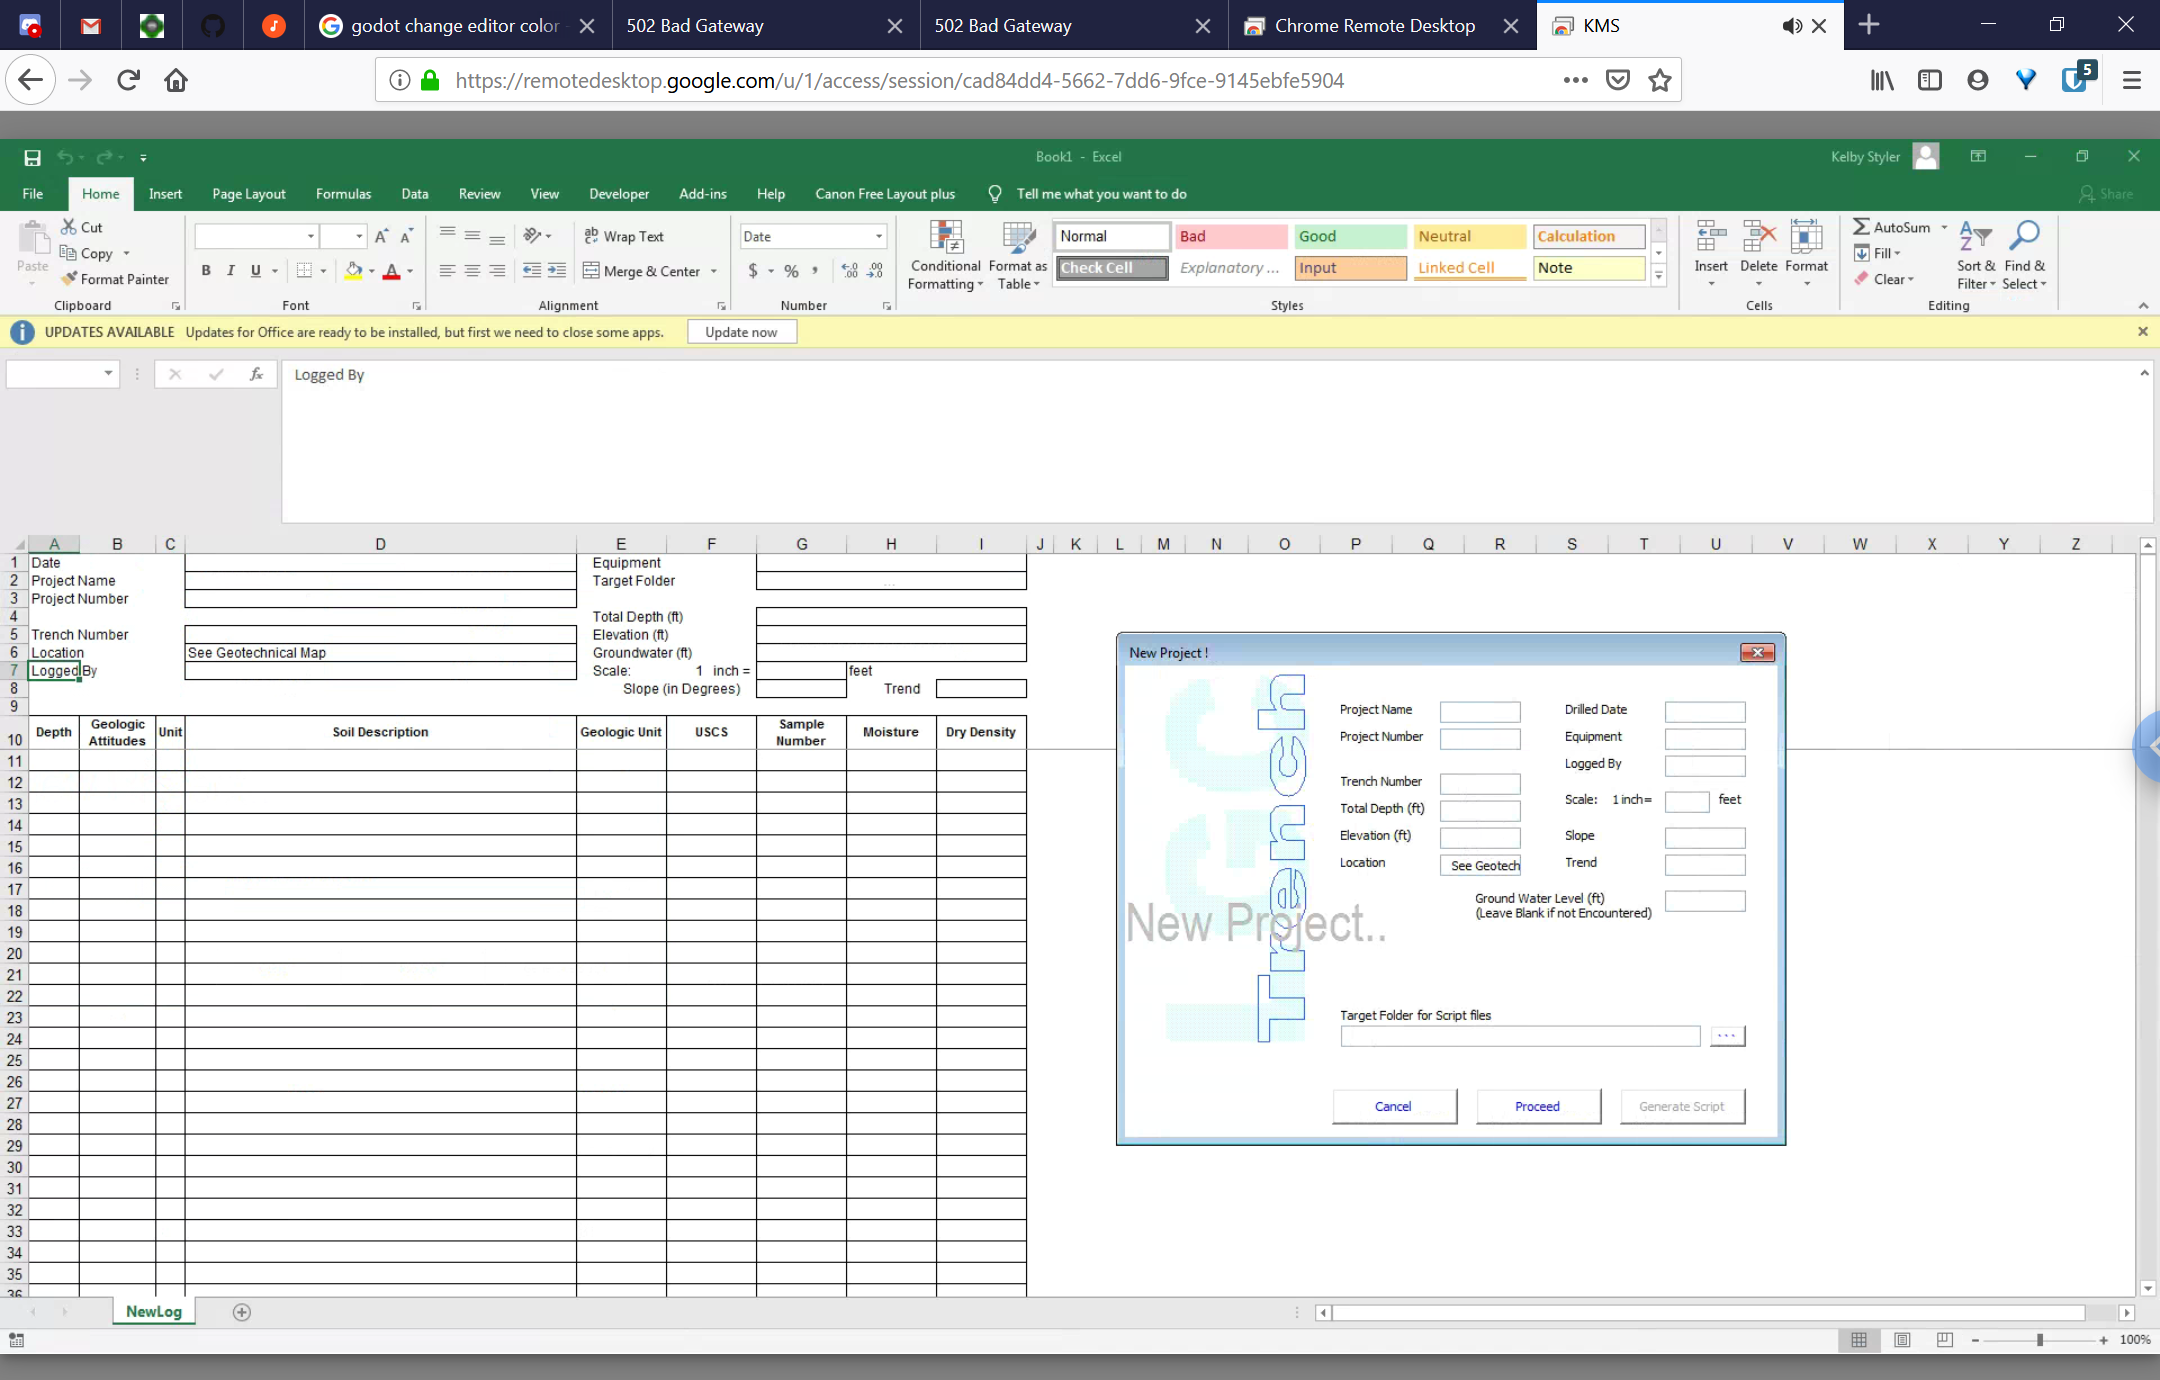 godot change editor color
502 Bad Gateway
502 Bad Gateway
Chrome Remote Desktop
KMS
https://remotedesktop.google.com/u/1/access/session/cad84dd4-5662-7dd6-9fce-9145ebfe5904
5
Book1 - Excel
Kelby Styler
File Home Insert Page Layout Formulas Data Review View Developer Add-ins Help Canon Free Layout plus Tell me what you want to do Share
Paste
Cut
Copy
Format Painter
Clipboard
B I U
Font
Wrap Text
Merge & Center
Alignment
Date
$ % ,
Number
Conditional Formatting
Format as Table
Normal Bad Good Neutral Calculation
Check Cell Explanatory ... Input Linked Cell Note
Styles
Insert Delete Format
Cells
AutoSum
Fill
Clear
Sort & Filter
Find & Select
Editing
UPDATES AVAILABLE Updates for Office are ready to be installed, but first we need to close some apps. Update now
fx Logged By
A B C D E F G H I J K L M N O P Q R S T U V W X Y Z
1 Date Equipment
2 Project Name Target Folder ...
3 Project Number
4 Total Depth (ft)
5 Trench Number Elevation (ft)
6 Location See Geotechnical Map Groundwater (ft)
7 Logged By Scale: 1 inch = feet
8 Slope (in Degrees) Trend
9
10 Depth Geologic Attitudes Unit Soil Description Geologic Unit USCS Sample Number Moisture Dry Density
11
12
13
14
15
16
17
18
19
20
21
22
23
24
25
26
27
28
29
30
31
32
33
34
35
36
New Project !
LGC
Trench
New Project..
Project Name Drilled Date
Project Number Equipment
Logged By
Trench Number
Scale: 1 inch= feet
Total Depth (ft)
Elevation (ft) Slope
Location See Geotech Trend
Ground Water Level (ft)
(Leave Blank if not Encountered)
Target Folder for Script files
...
Cancel Proceed Generate Script
NewLog
100%